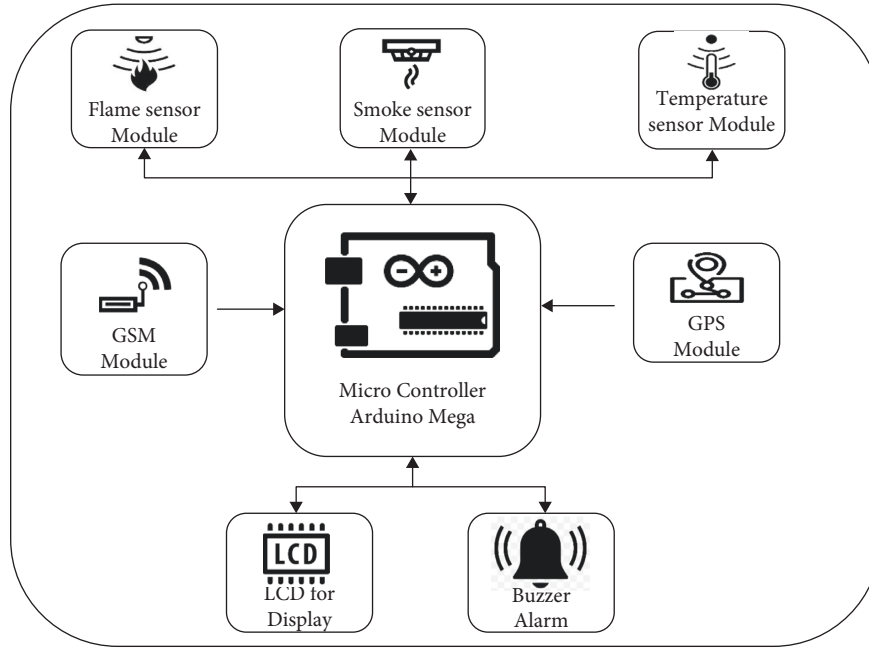 Flame sensor
Module
Smoke sensor
Module
Temperature
sensor Module
GSM
Module
Micro Controller
Arduino Mega
GPS
Module
LCD
LCD for
Display
Buzzer
Alarm